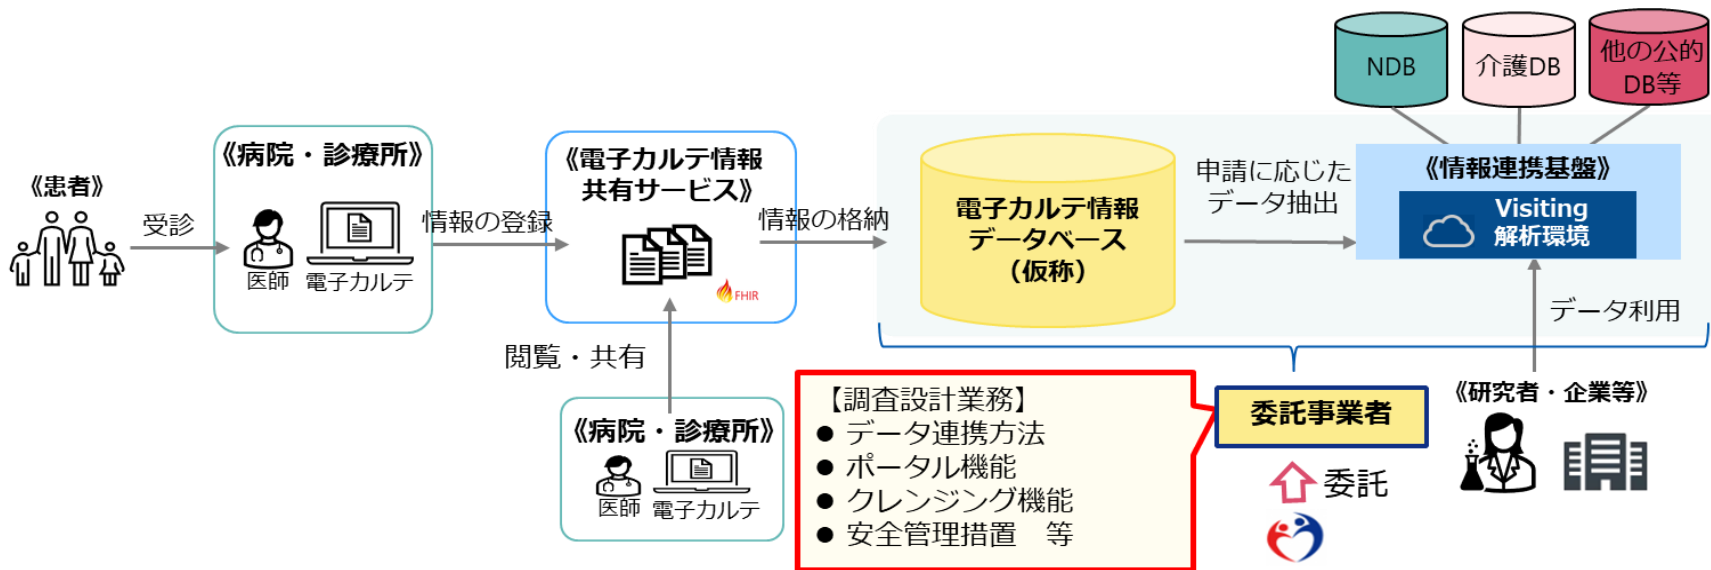 《患者》
受診
《病院・診療所》
医師
電子カルテ
情報の登録
《電子カルテ情報
共有サービス》
FHIR
閲覧・共有
《病院・診療所》
医師
電子カルテ
情報の格納
電子カルテ情報
データベース
（仮称）
申請に応じた
データ抽出
NDB
介護DB
他の公的
DB等
《情報連携基盤》
Visiting
解析環境
データ利用
《研究者・企業等》
委託事業者
委託
【調査設計業務】
● データ連携方法
● ポータル機能
● クレンジング機能
● 安全管理措置　等